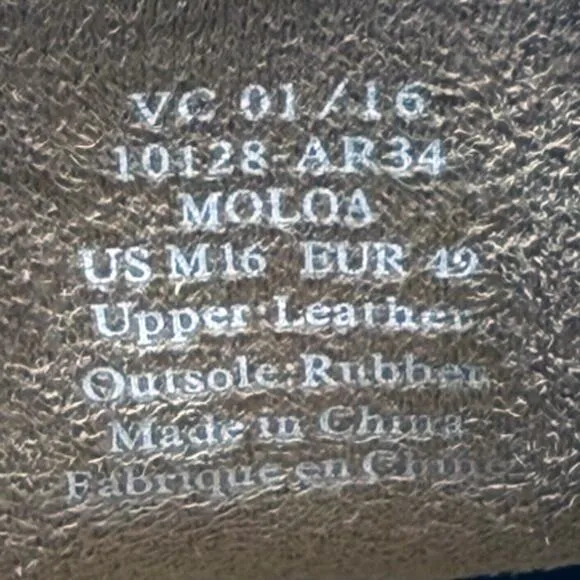 VC 01/16
10128-AR34
MOLOA
US M16 EUR 49
Upper:Leather
Outsole:Rubber
Made in China
Fabrique en Chine